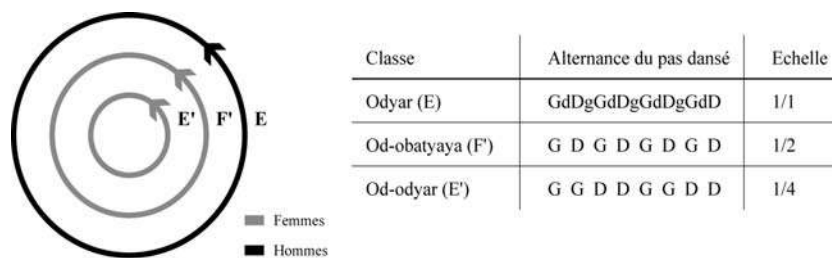 E' F' E
Femmes
Hommes
Classe Alternance du pas dansé Echelle
Odyar (E) GdDgGdDgGdDgGdD 1/1
Od-obatyaya (F') G D G D G D G D 1/2
Od-odyar (E') G G D D G G D D 1/4